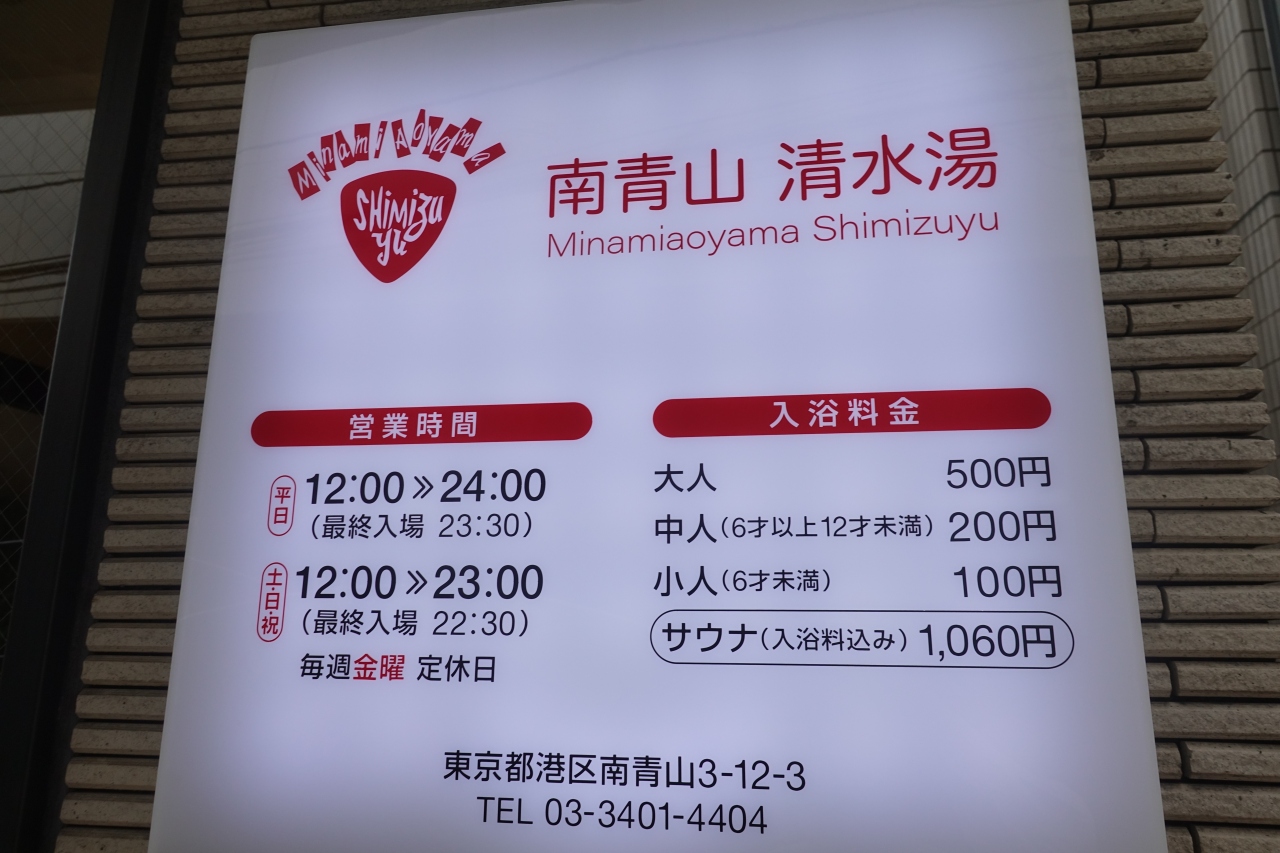 Minami Aoyama
SHiMizu
yu
南青山 清水湯
Minamiaoyama Shimizuyu
営業時間
平日 12:00 » 24:00
(最終入場 23:30)
土・日・祝 12:00 » 23:00
(最終入場 22:30)
毎週金曜 定休日
入浴料金
大人 500円
中人(6才以上12才未満) 200円
小人(6才未満) 100円
サウナ(入浴料込み) 1,060円
東京都港区南青山3-12-3
TEL 03-3401-4404